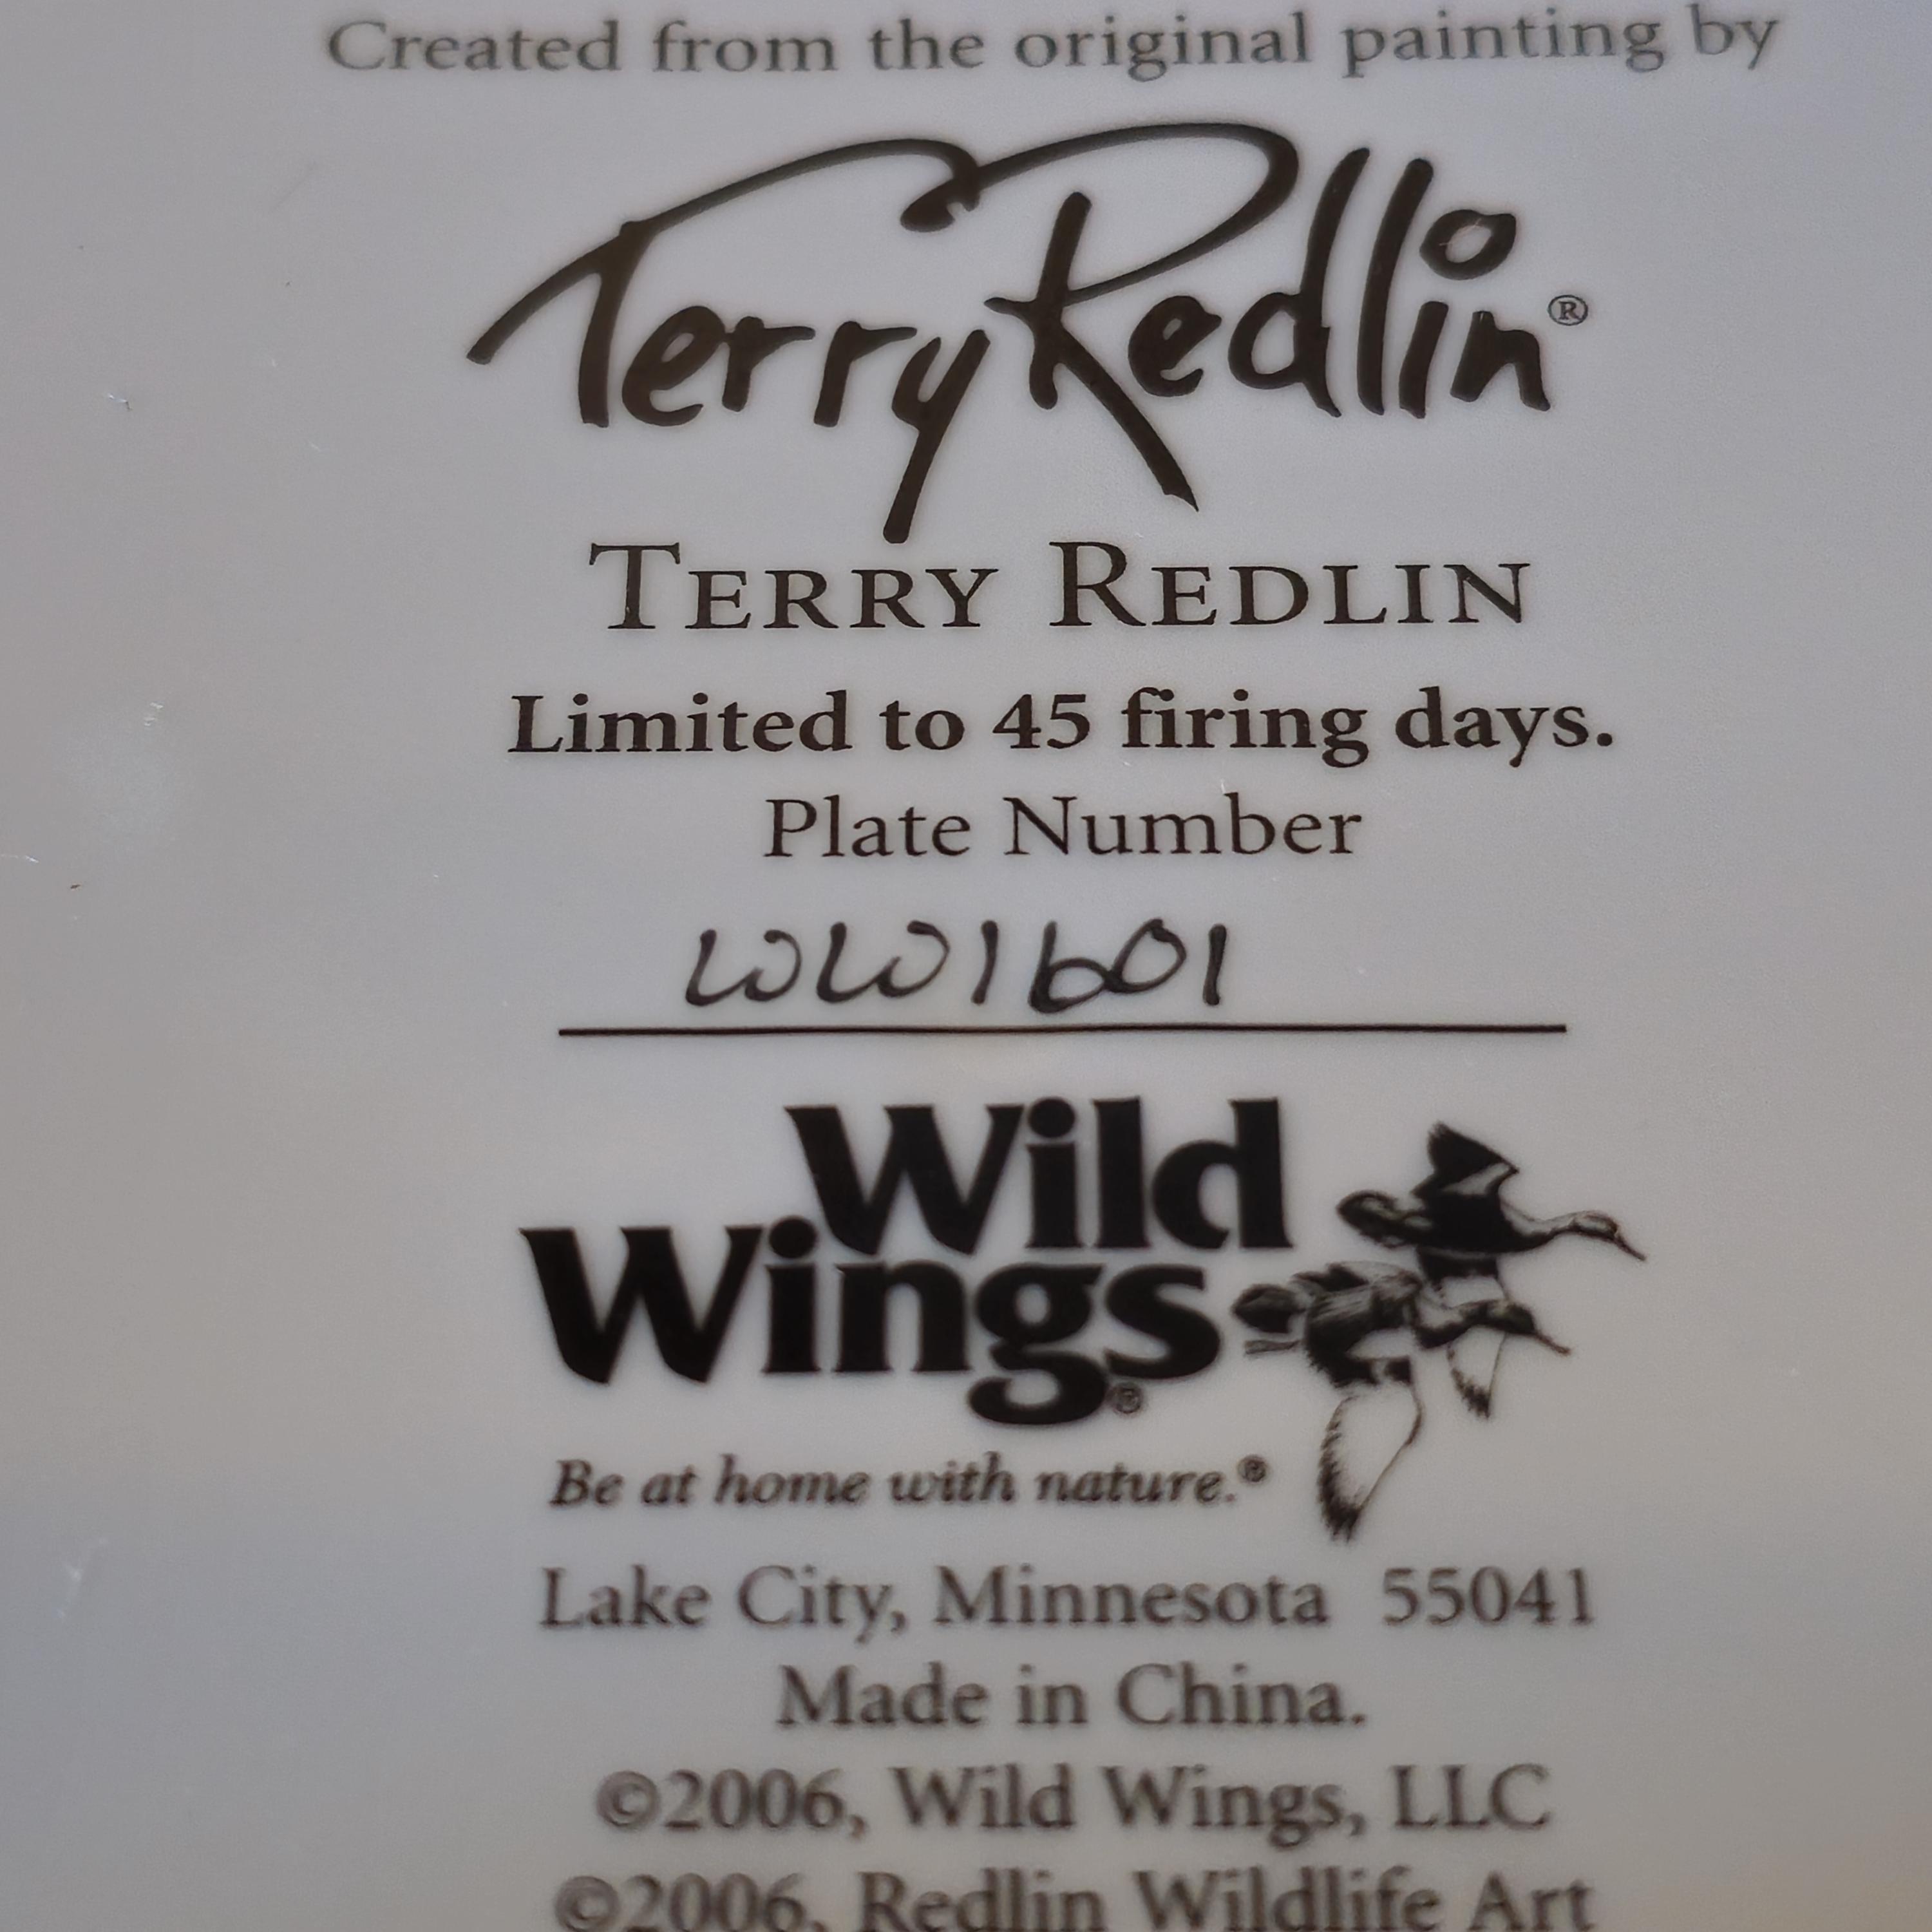 Created from the original painting by
Terry Redlin®
TERRY REDLIN
Limited to 45 firing days.
Plate Number
WW1601
Wild
Wings®
Be at home with nature.®
Lake City, Minnesota 55041
Made in China.
©2006, Wild Wings, LLC
©2006, Redlin Wildlife Art